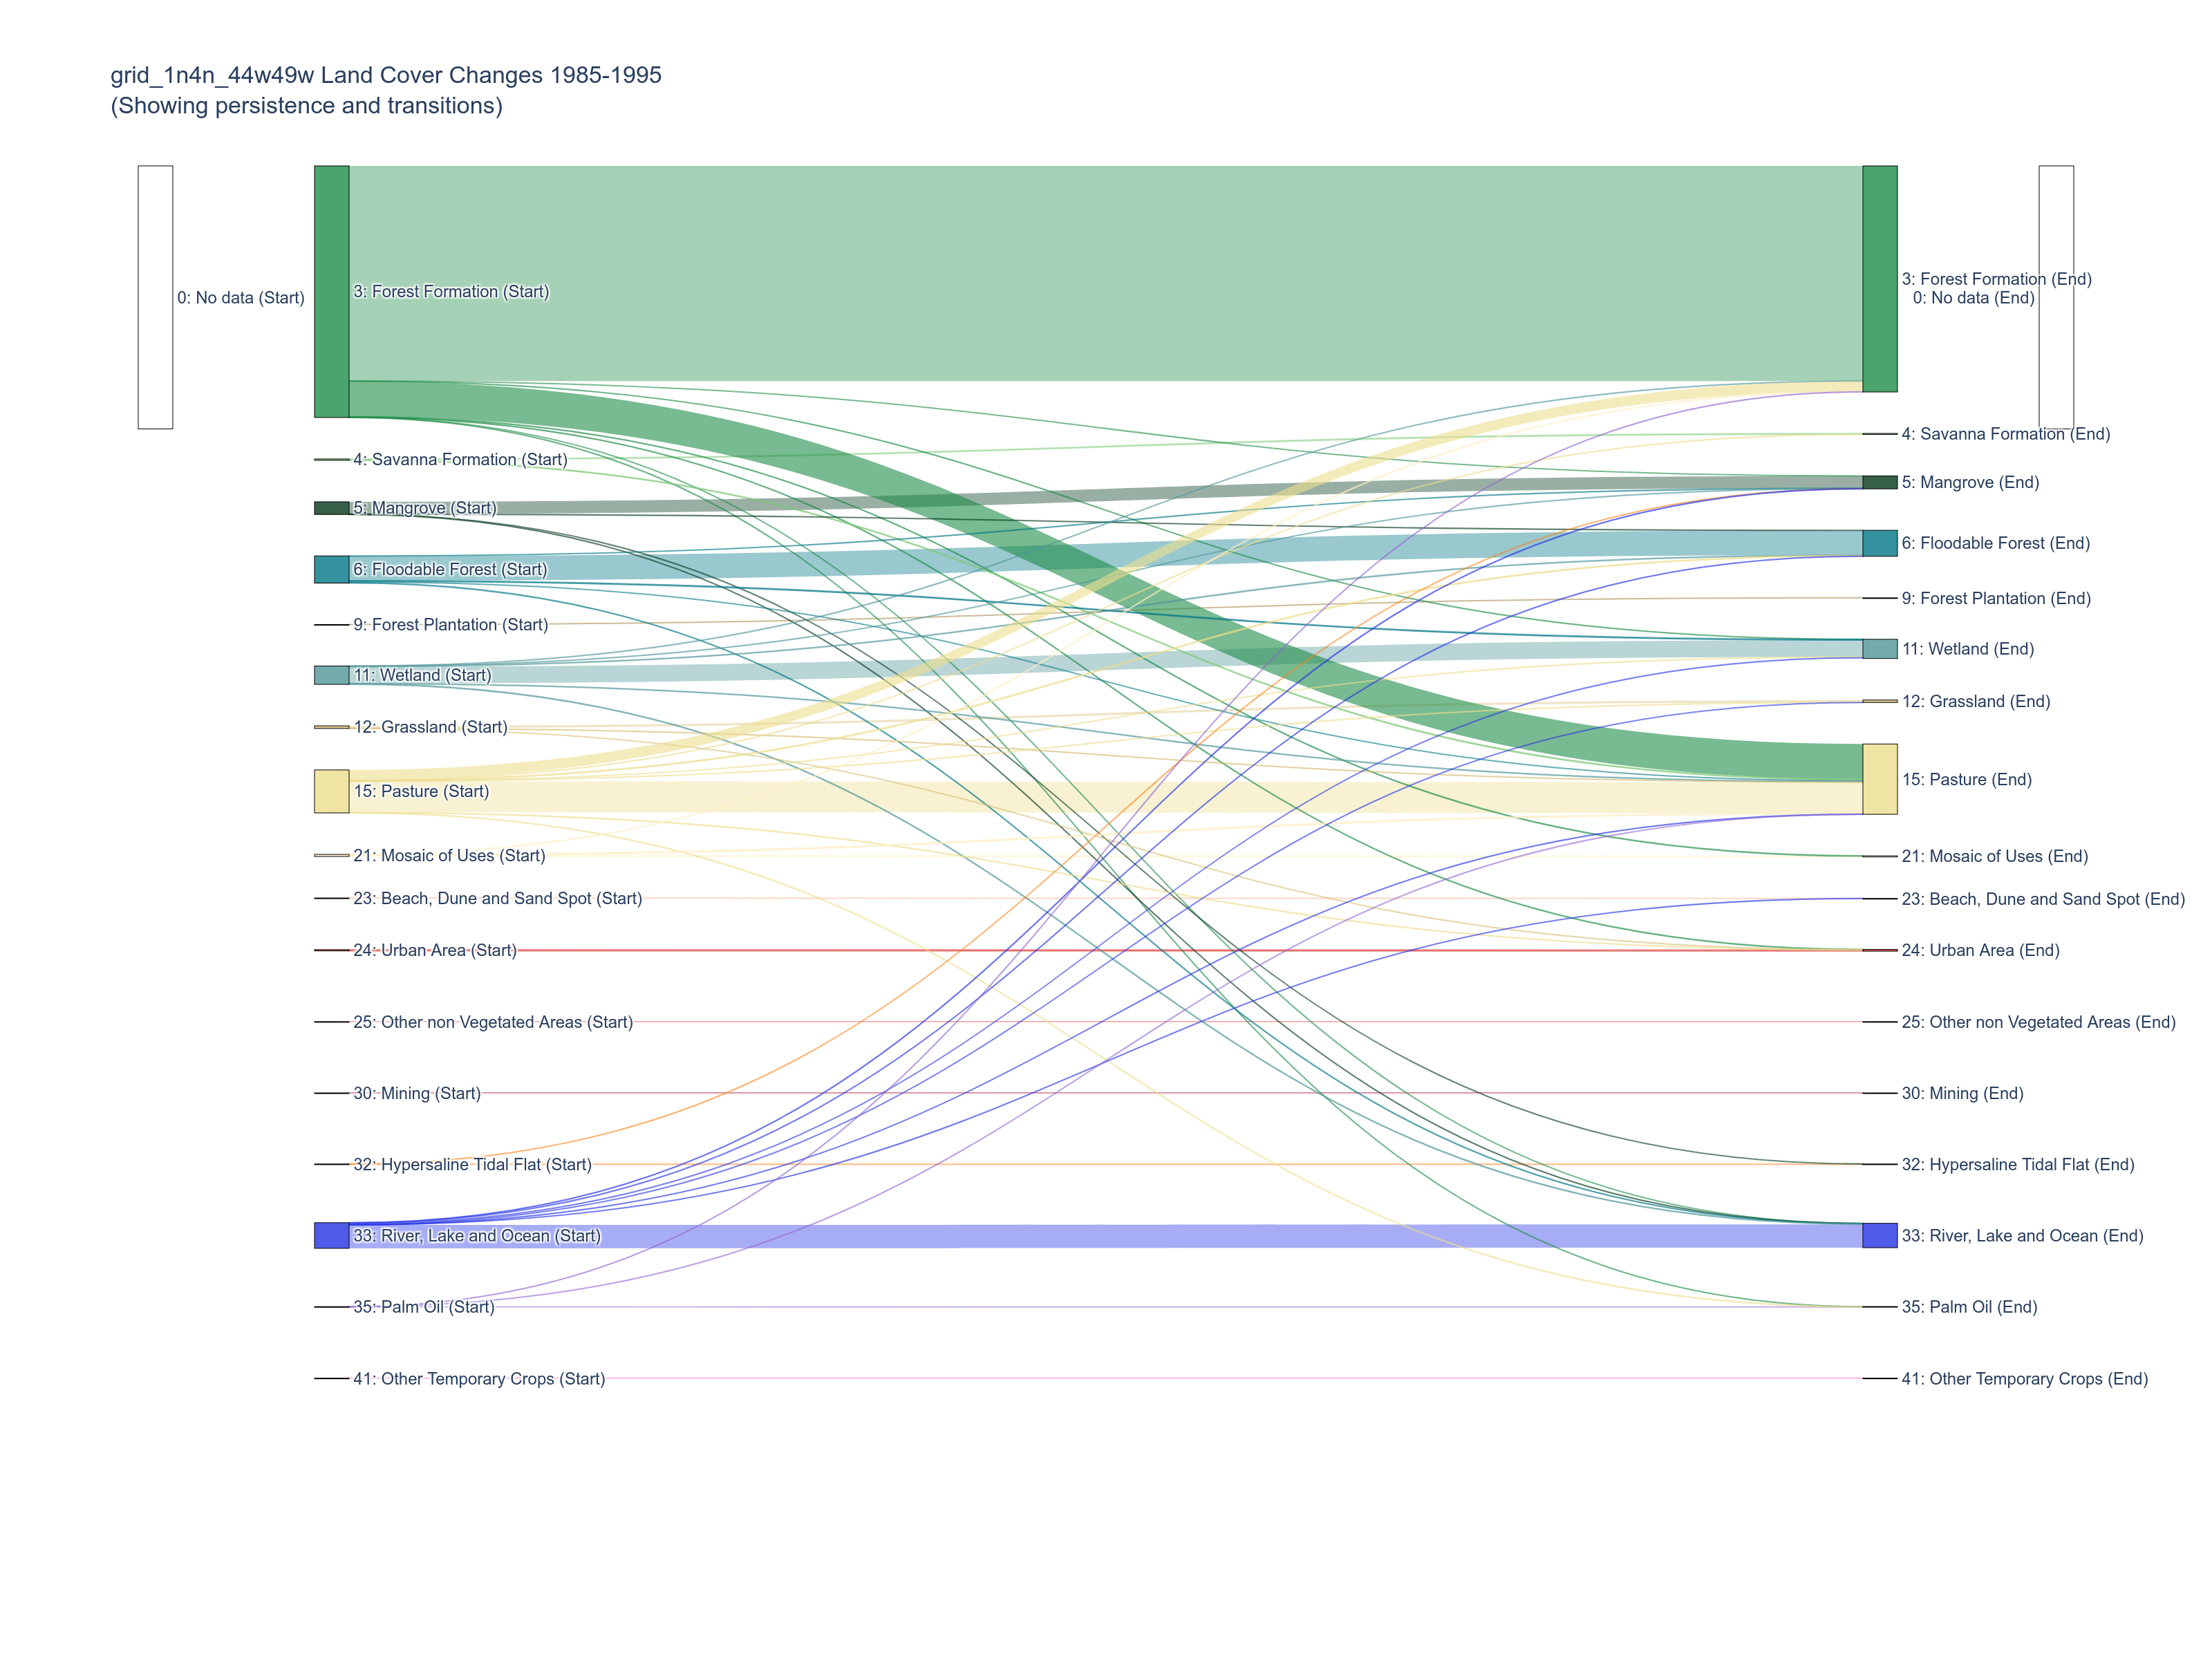 grid_1n4n_44w49w Land Cover Changes 1985-1995
(Showing persistence and transitions)
0: No data (Start)
3: Forest Formation (Start)
4: Savanna Formation (Start)
5: Mangrove (Start)
6: Floodable Forest (Start)
9: Forest Plantation (Start)
11: Wetland (Start)
12: Grassland (Start)
15: Pasture (Start)
21: Mosaic of Uses (Start)
23: Beach, Dune and Sand Spot (Start)
24: Urban Area (Start)
25: Other non Vegetated Areas (Start)
30: Mining (Start)
32: Hypersaline Tidal Flat (Start)
33: River, Lake and Ocean (Start)
35: Palm Oil (Start)
41: Other Temporary Crops (Start)
3: Forest Formation (End)
0: No data (End)
4: Savanna Formation (End)
5: Mangrove (End)
6: Floodable Forest (End)
9: Forest Plantation (End)
11: Wetland (End)
12: Grassland (End)
15: Pasture (End)
21: Mosaic of Uses (End)
23: Beach, Dune and Sand Spot (End)
24: Urban Area (End)
25: Other non Vegetated Areas (End)
30: Mining (End)
32: Hypersaline Tidal Flat (End)
33: River, Lake and Ocean (End)
35: Palm Oil (End)
41: Other Temporary Crops (End)